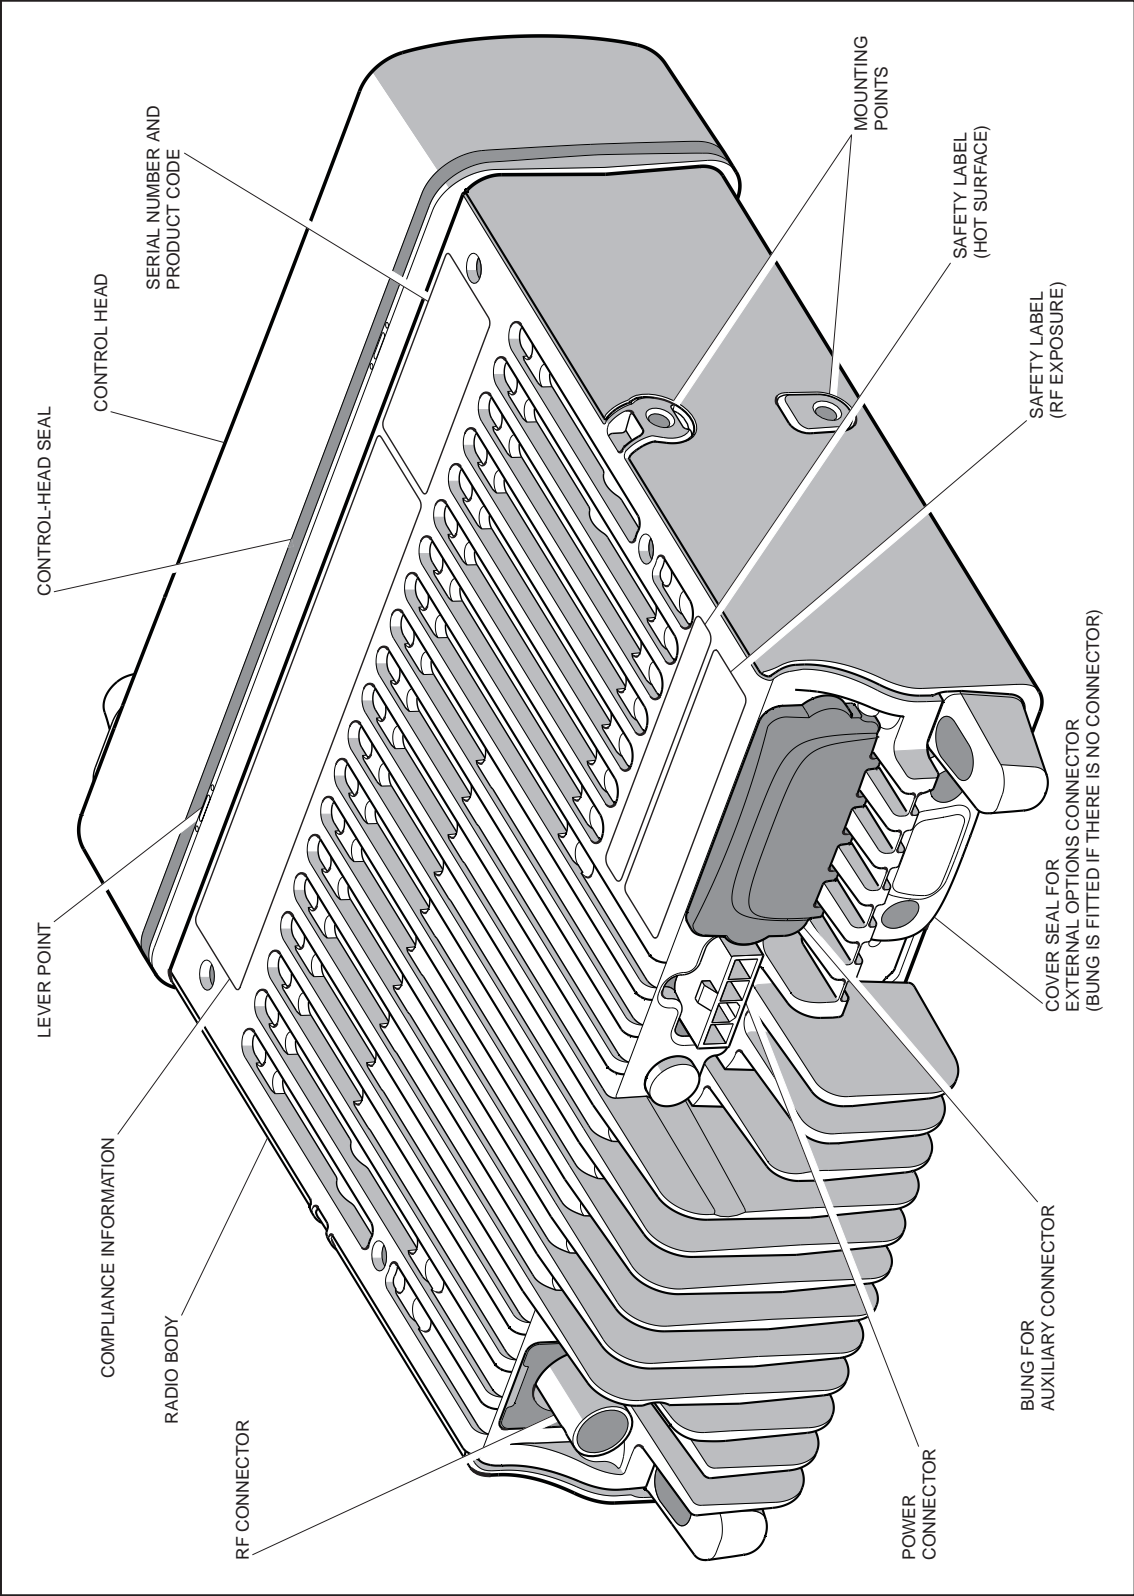 CONTROL-HEAD SEAL
CONTROL HEAD
SERIAL NUMBER AND
PRODUCT CODE
LEVER POINT
COMPLIANCE INFORMATION
RADIO BODY
RF CONNECTOR
MOUNTING
POINTS
SAFETY LABEL
(HOT SURFACE)
SAFETY LABEL
(RF EXPOSURE)
COVER SEAL FOR
EXTERNAL OPTIONS CONNECTOR
(BUNG IS FITTED IF THERE IS NO CONNECTOR)
BUNG FOR
AUXILIARY CONNECTOR
POWER
CONNECTOR